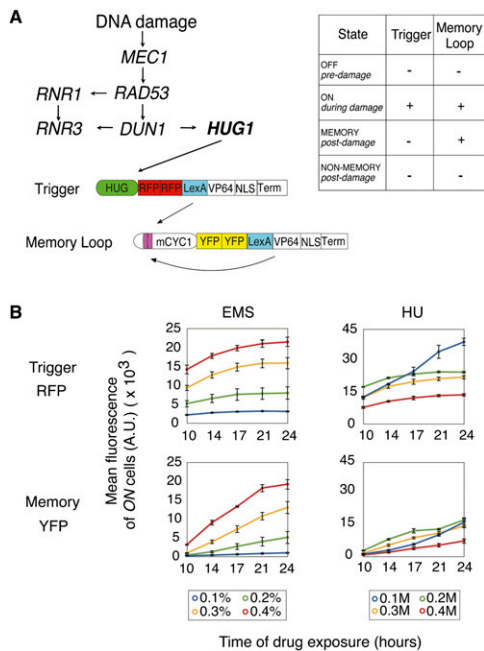 A
DNA damage
MEC1
RNR1 RAD53
RNR3 DUN1 HUG1
Trigger HUG RFP RFP LexA VP64 NLS Term
Memory Loop mCYC1 YFP YFP LexA VP64 NLS Term
State Trigger Memory Loop
OFF pre-damage - -
ON during damage + +
MEMORY post-damage - +
NON-MEMORY post-damage - -
B
EMS HU
Trigger RFP
Memory YFP
Mean fluorescence
of ON cells (A.U.) ( x 10³)
25
20
15
10
5
0
10 14 17 21 24
45
30
15
0
10 14 17 21 24
25
20
15
10
5
0
10 14 17 21 24
45
30
15
0
10 14 17 21 24
0.1% 0.2%
0.3% 0.4%
0.1M 0.2M
0.3M 0.4M
Time of drug exposure (hours)